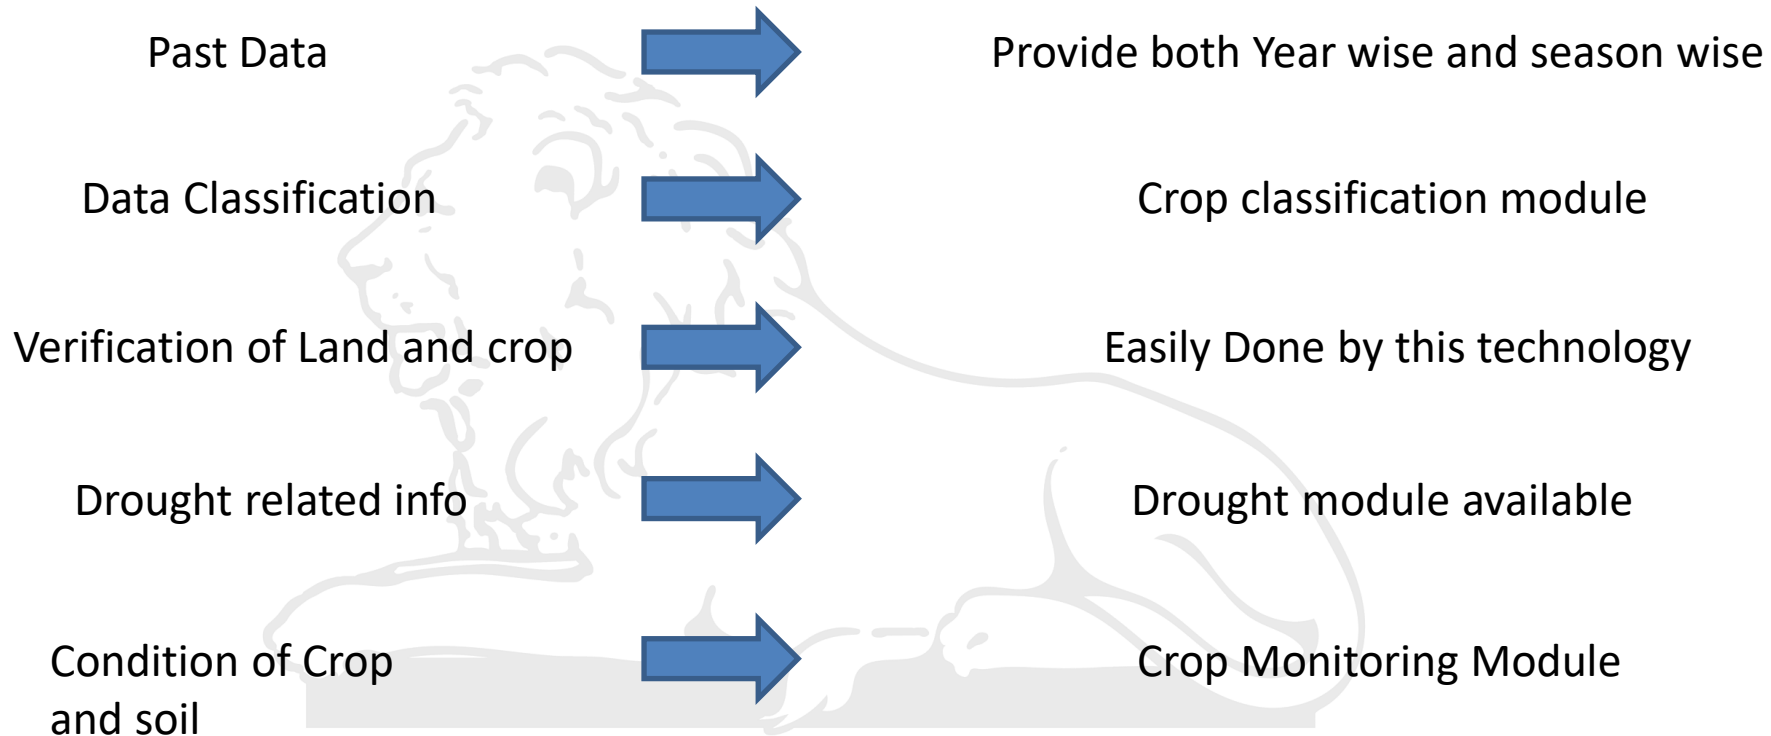 Past Data
Provide both Year wise and season wise
Data Classification
Crop classification module
Verification of Land and crop
Easily Done by this technology
Drought related info
Drought module available
Condition of Crop
and soil
Crop Monitoring Module